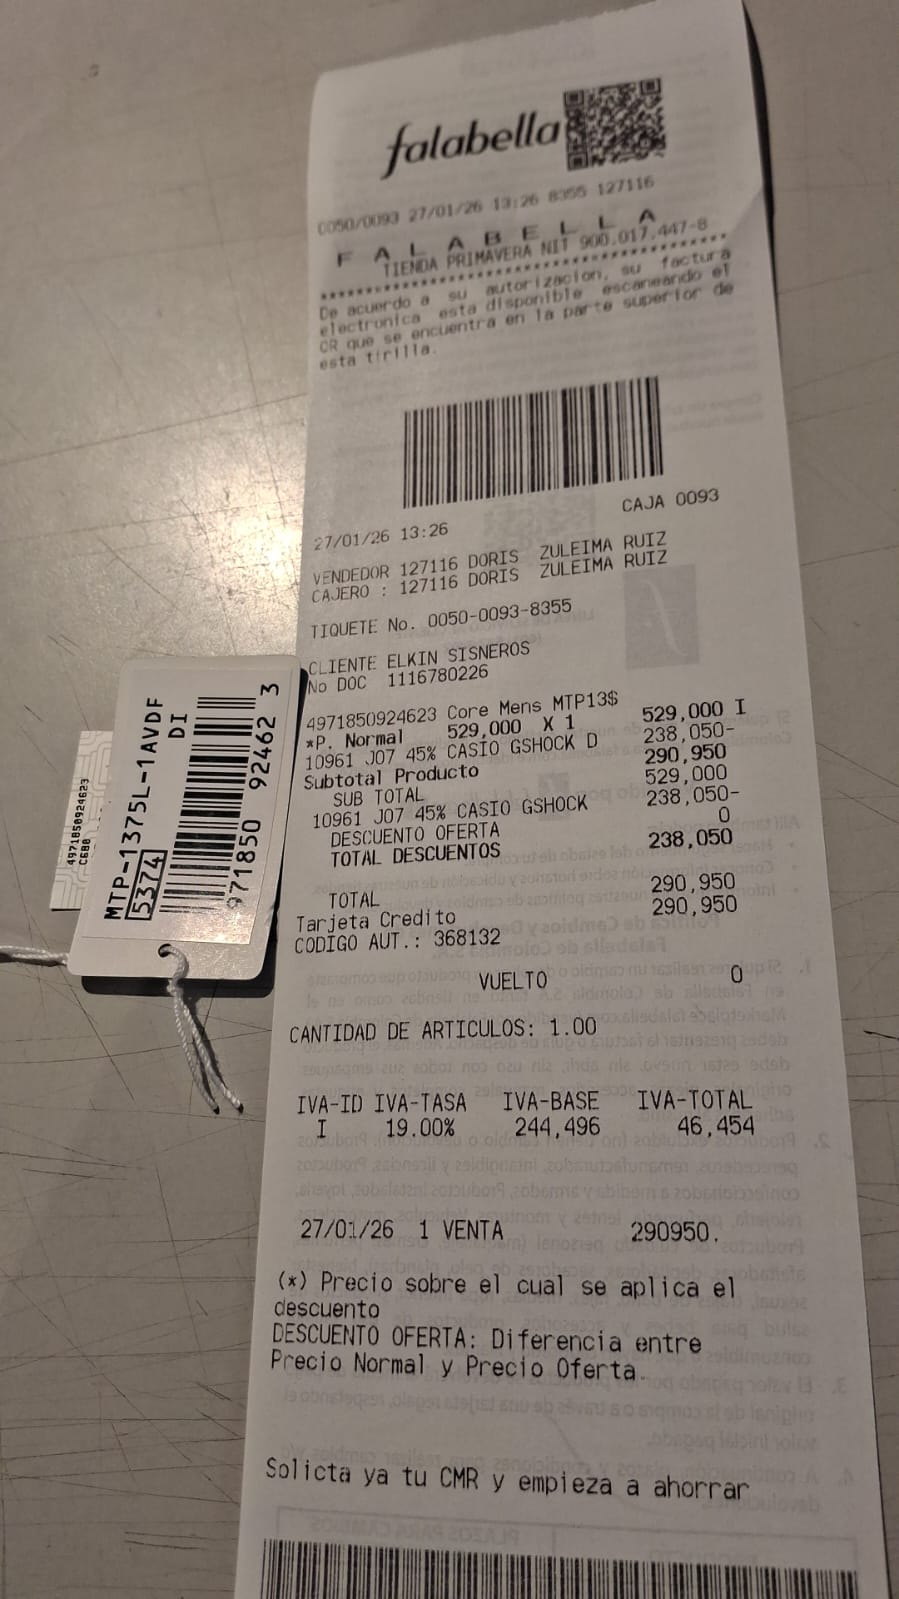 falabella
0050/0093 27/01/26 13:26 8355 127116
F A L A B E L L A
TIENDA PRIMAVERA NIT 900.017.447-8
De acuerdo a su autorizacion, su factura
electronica esta disponible escaneando el
CR que se encuentra en la parte superior de
esta tirilla.
CAJA 0093
27/01/26 13:26
VENDEDOR 127116 DORIS ZULEIMA RUIZ
CAJERO : 127116 DORIS ZULEIMA RUIZ
TIQUETE No. 0050-0093-8355
CLIENTE ELKIN SISNEROS
No DOC 1116780226
4971850924623 Core Mens MTP13$ 529,000 I
*P. Normal 529,000 X 1
10961 J07 45% CASIO GSHOCK D 238,050-
Subtotal Producto 290,950
SUB TOTAL 529,000
10961 J07 45% CASIO GSHOCK 238,050-
DESCUENTO OFERTA 0
TOTAL DESCUENTOS 238,050
TOTAL 290,950
Tarjeta Credito 290,950
CODIGO AUT.: 368132
VUELTO 0
CANTIDAD DE ARTICULOS: 1.00
IVA-ID IVA-TASA IVA-BASE IVA-TOTAL
I 19.00% 244,496 46,454
27/01/26 1 VENTA 290950.
(*) Precio sobre el cual se aplica el
descuento
DESCUENTO OFERTA: Diferencia entre
Precio Normal y Precio Oferta.
Solicta ya tu CMR y empieza a ahorrar
MTP-1375L-1AVDF
DI
5374
971850 92462 3
4971850924623